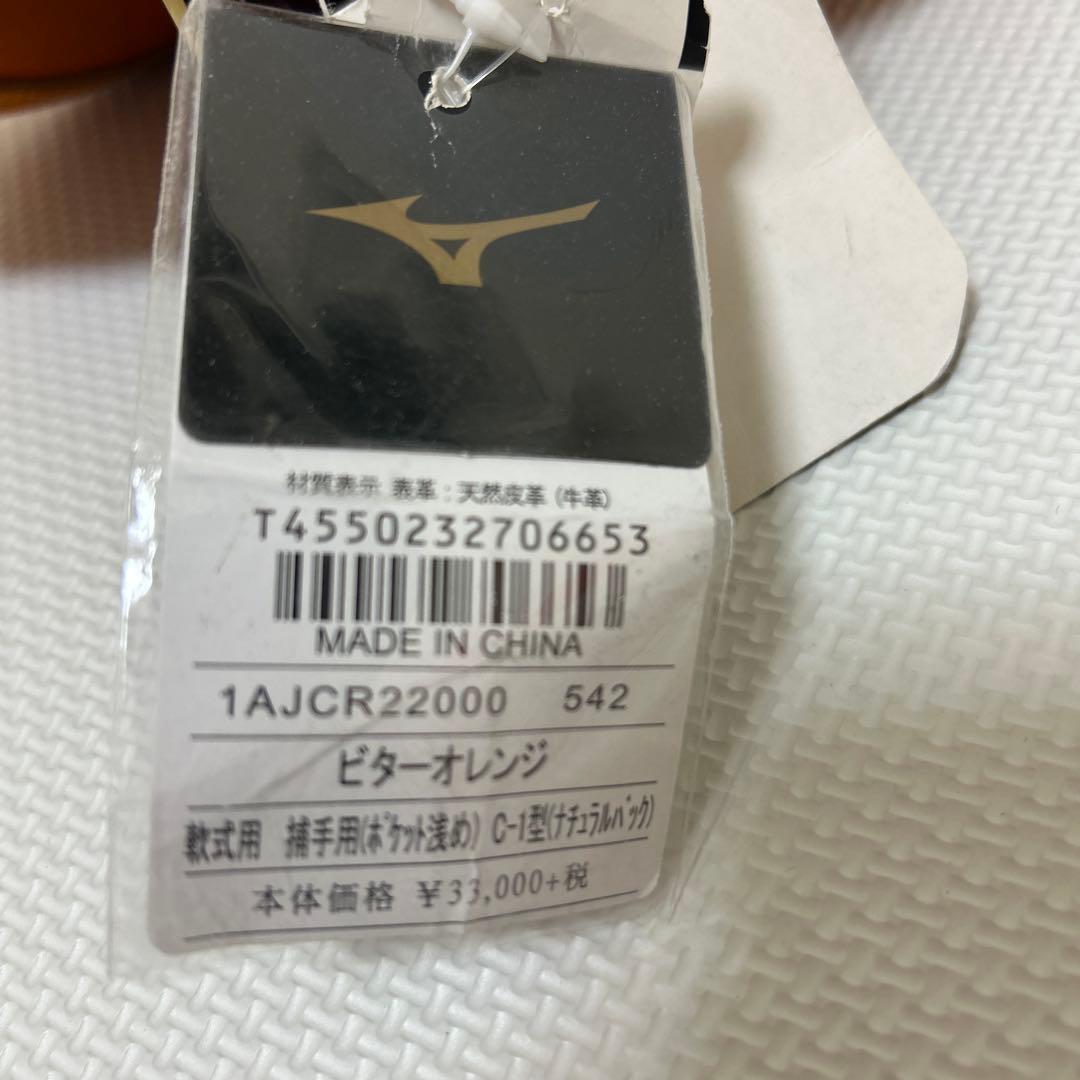 材質表示 表革：天然皮革（牛革）
T4550232706653
MADE IN CHINA
1AJCR22000 542
ビターオレンジ
軟式用 捕手用(ﾎﾟｹｯﾄ浅め) C-1型(ﾅﾁｭﾗﾙﾊﾞｯｸ)
本体価格 ¥33,000+税